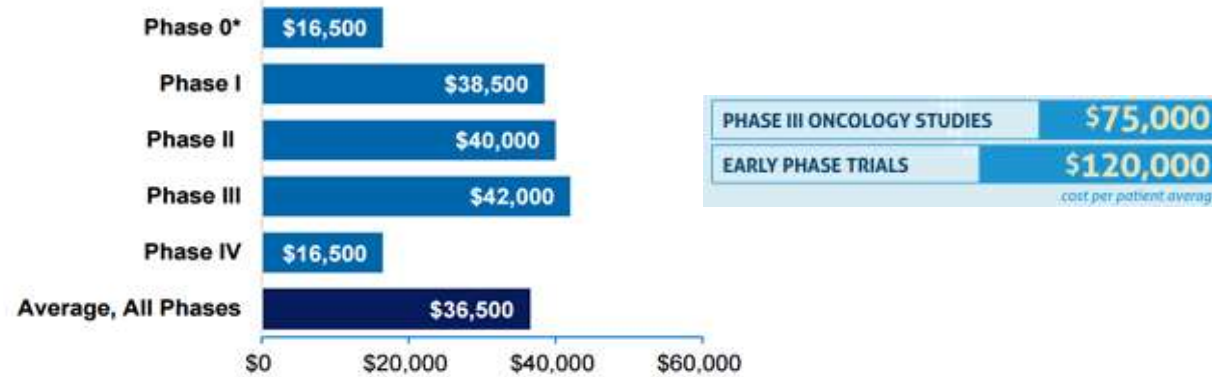 Phase 0* $16,500
Phase I $38,500
Phase II $40,000
Phase III $42,000
Phase IV $16,500
Average, All Phases $36,500
$0 $20,000 $40,000 $60,000
PHASE III ONCOLOGY STUDIES $75,000
EARLY PHASE TRIALS $120,000
cost per patient averag